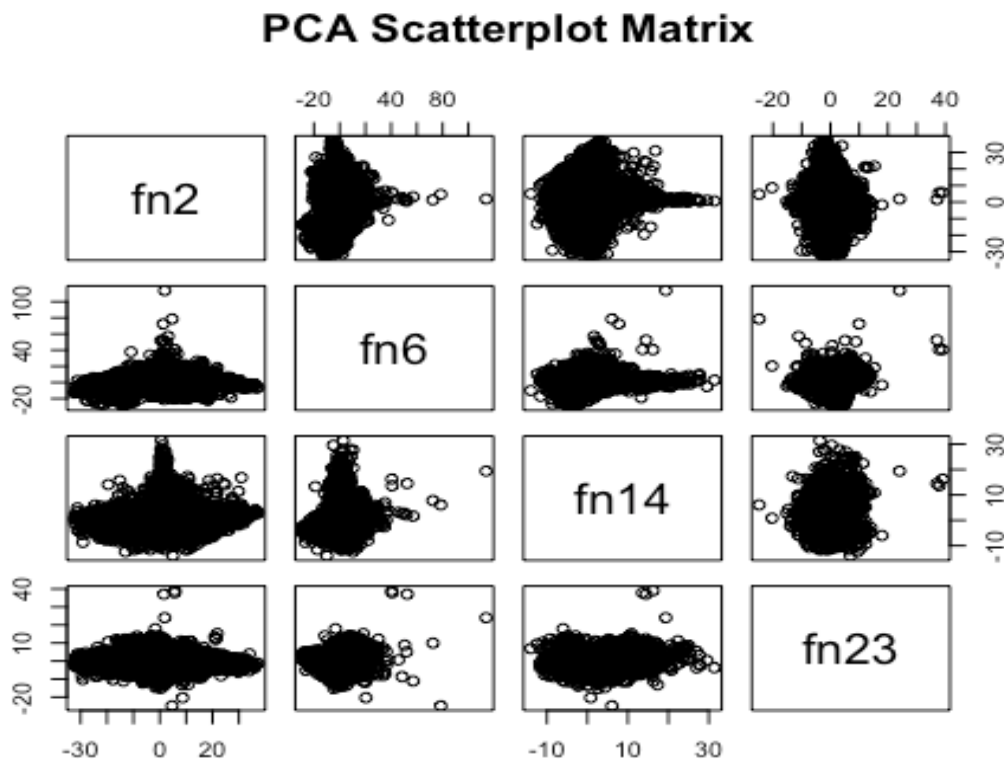 PCA Scatterplot Matrix
-20 40 80
-20 0 20 40
fn2
-30 0 30
-20 40 100
fn6
fn14
-10 10 30
-20 10 40
fn23
-30 0 20
-10 10 30